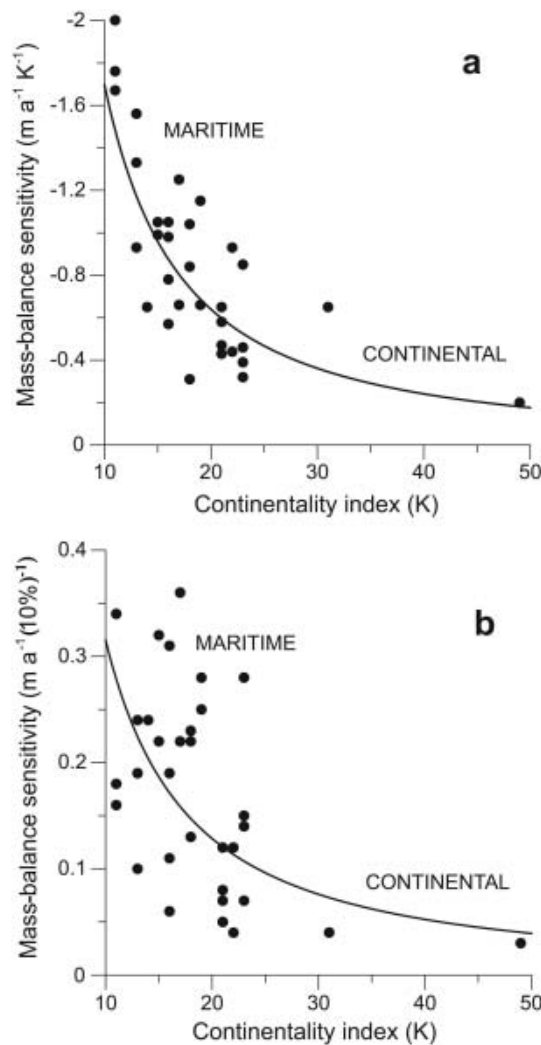 a
-2
-1.6
-1.2
-0.8
-0.4
0
Mass-balance sensitivity (m a⁻¹ K⁻¹)
MARITIME
CONTINENTAL
10 20 30 40 50
Continentality index (K)
b
0.4
0.3
0.2
0.1
0
Mass-balance sensitivity (m a⁻¹ (10%)⁻¹)
MARITIME
CONTINENTAL
10 20 30 40 50
Continentality index (K)